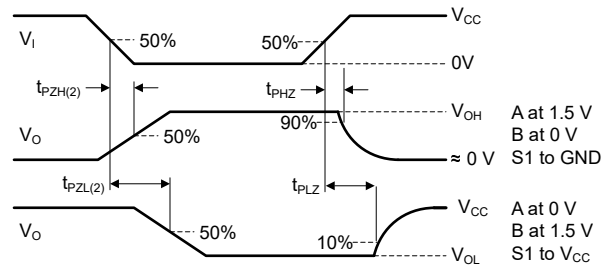 V_I
50%
50%
V_CC
0V
t_PZH(2)
t_PHZ
V_O
50%
90%
V_OH
≈ 0 V
A at 1.5 V
B at 0 V
S1 to GND
t_PZL(2)
t_PLZ
V_O
50%
10%
V_CC
V_OL
A at 0 V
B at 1.5 V
S1 to V_CC